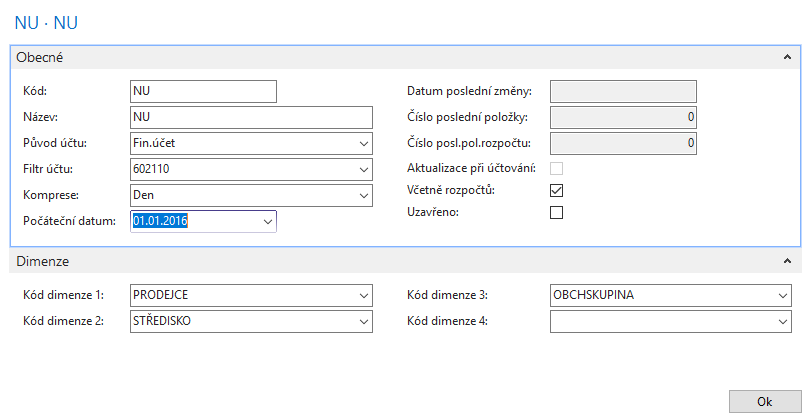 NU · NU
Obecné
Kód: NU
Název: NU
Původ účtu: Fin.účet
Filtr účtu: 602110
Komprese: Den
Počáteční datum: 01.01.2016
Datum poslední změny:
Číslo poslední položky: 0
Číslo posl.pol.rozpočtu: 0
Aktualizace při účtování:
Včetně rozpočtů:
Uzavřeno:
Dimenze
Kód dimenze 1: PRODEJCE
Kód dimenze 2: STŘEDISKO
Kód dimenze 3: OBCHSKUPINA
Kód dimenze 4:
Ok